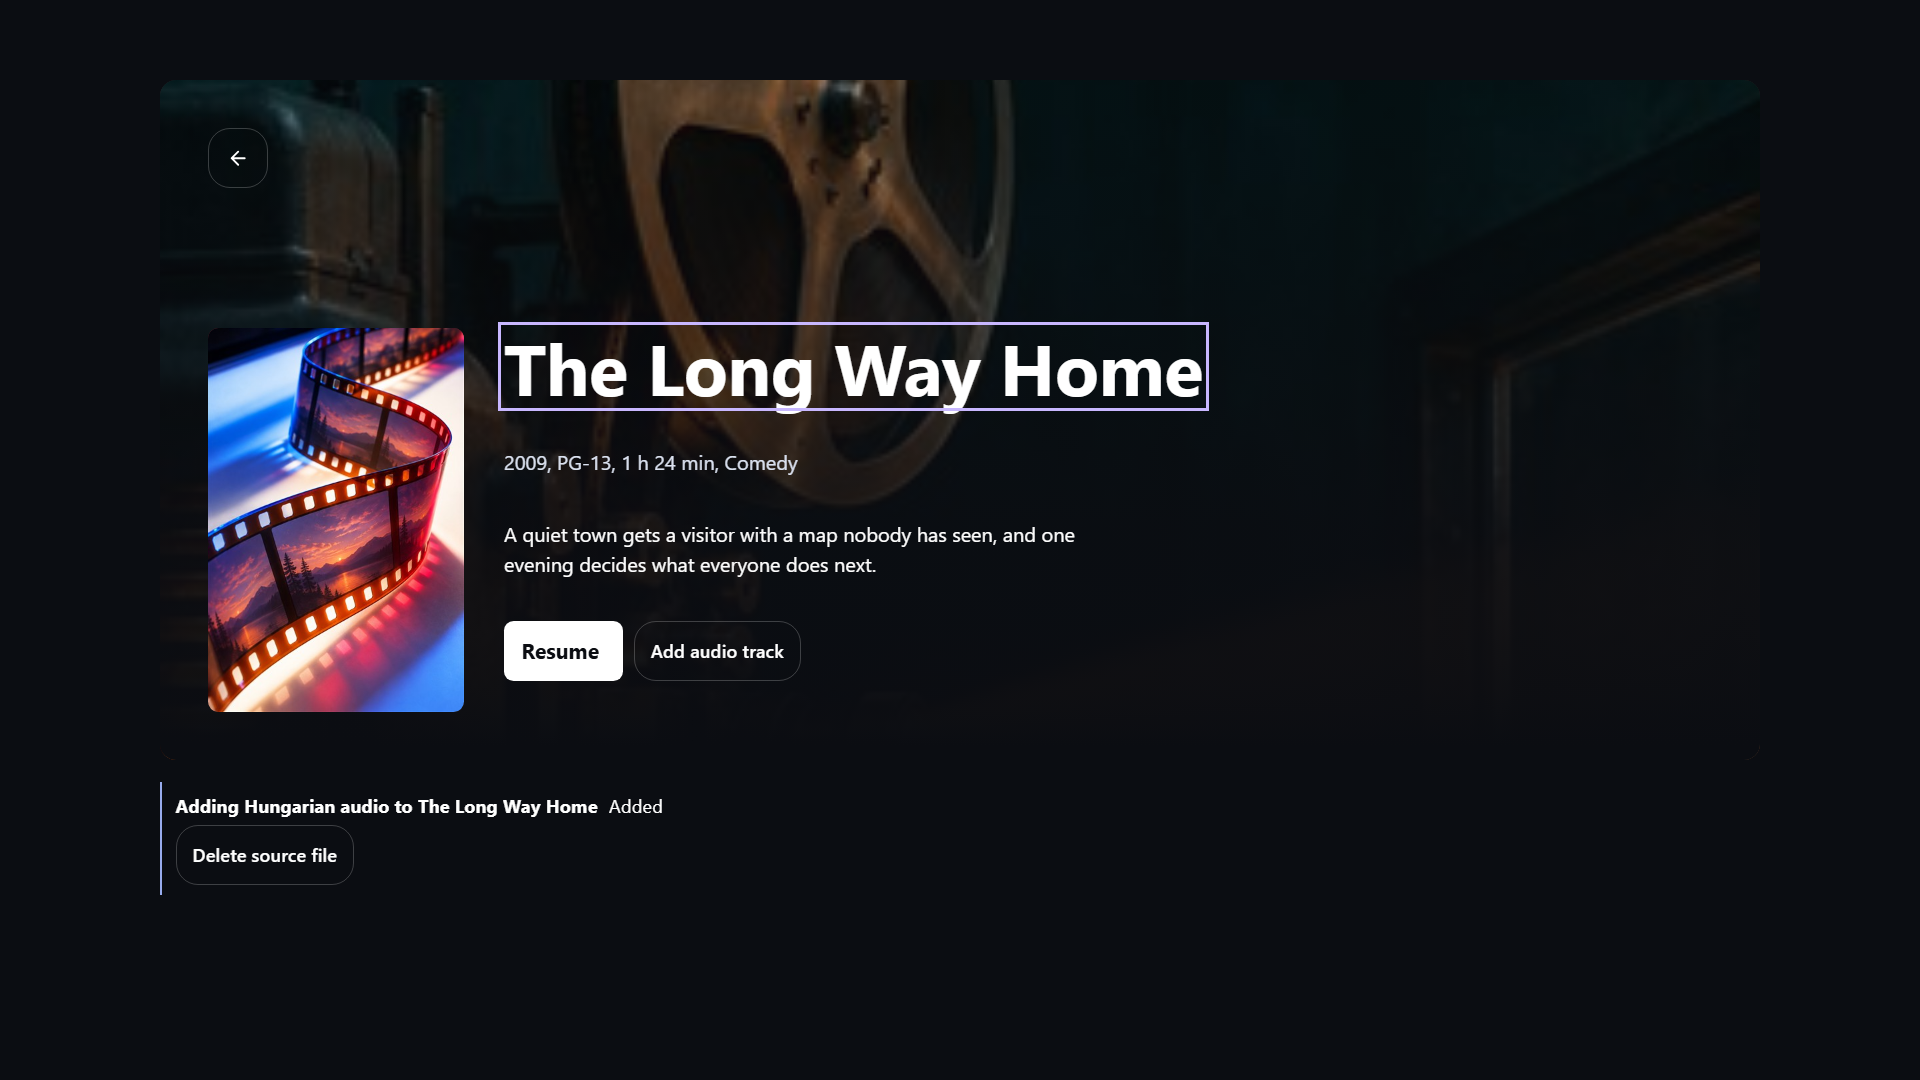 The Long Way Home
2009, PG-13, 1 h 24 min, Comedy
A quiet town gets a visitor with a map nobody has seen, and one
evening decides what everyone does next.
Resume
Add audio track
Adding Hungarian audio to The Long Way Home Added
Delete source file